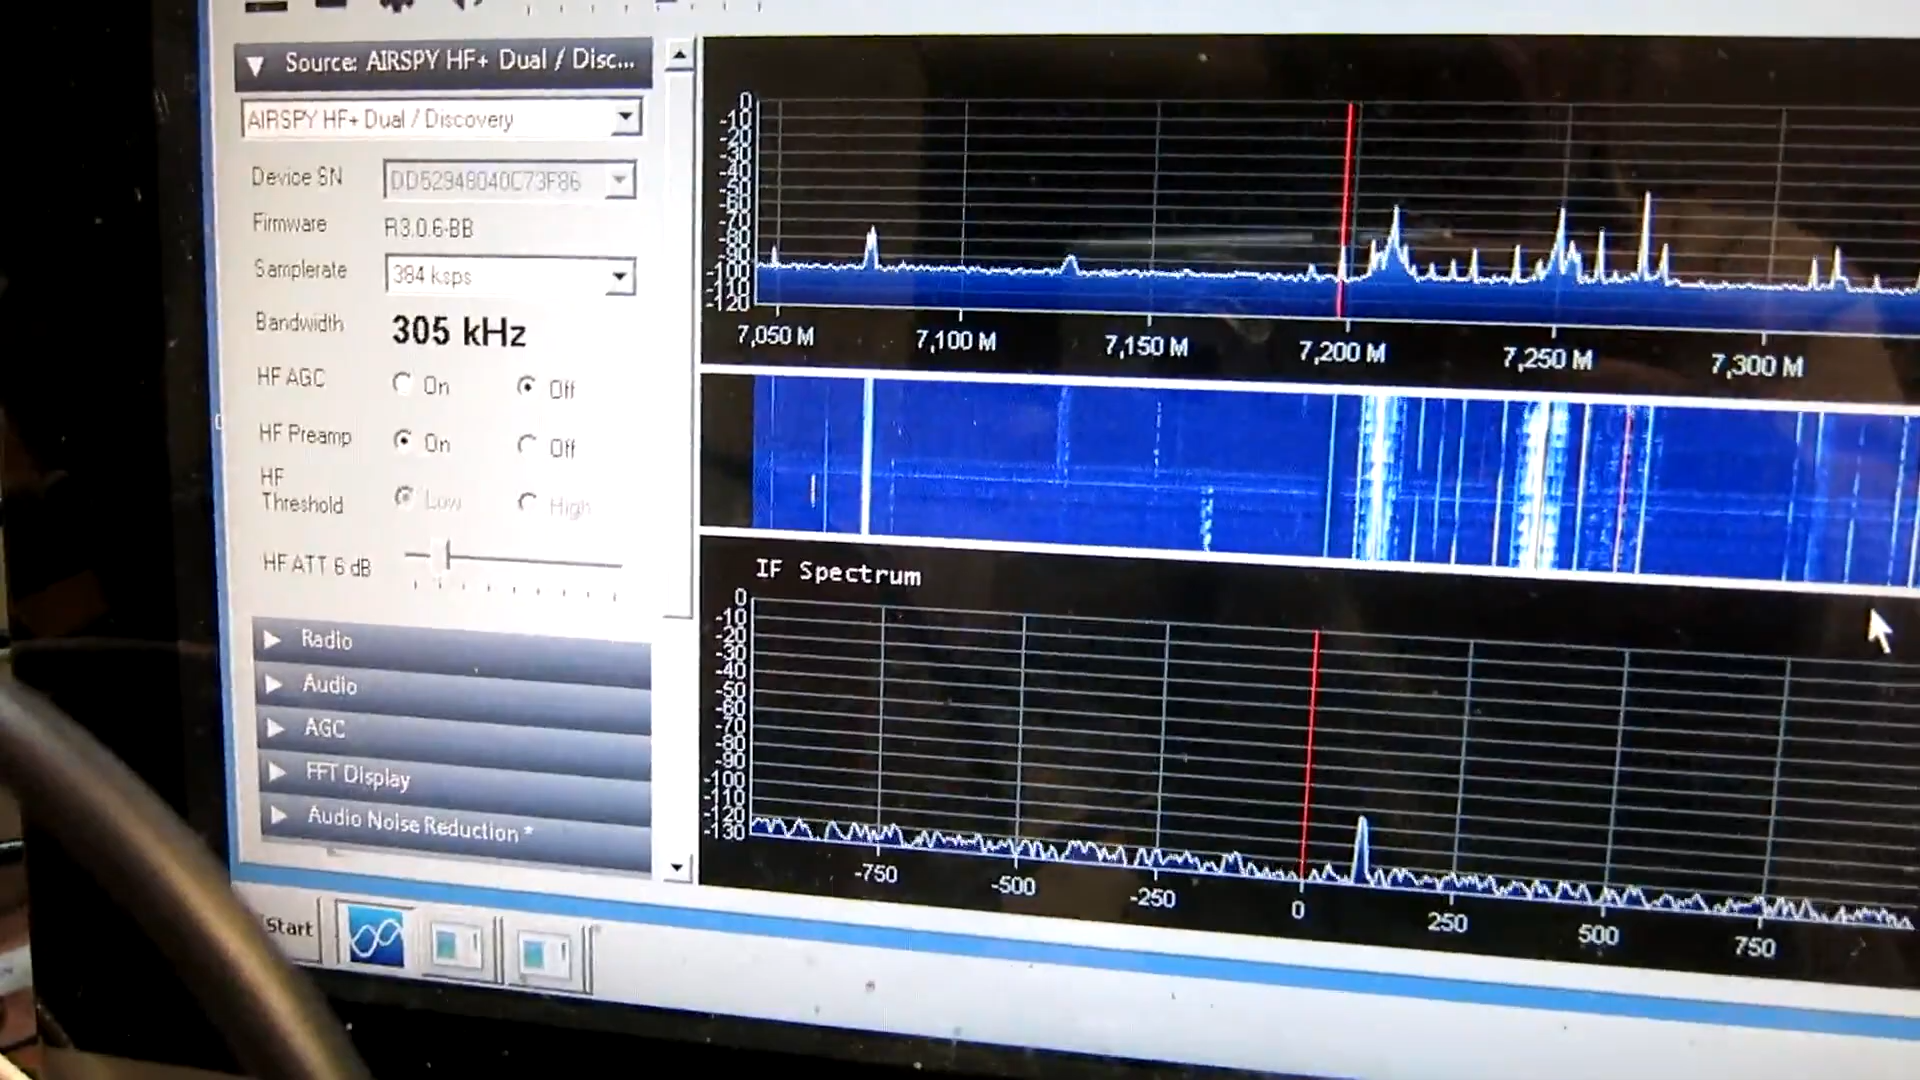 Source: AIRSPY HF+ Dual / Disc...
AIRSPY HF+ Dual / Discovery
Device SN DD52948040C73F86
Firmware R3.0.6-BB
Samplerate 384 ksps
Bandwidth 305 kHz
HF AGC On Off
HF Preamp On Off
HF Threshold Low High
HF ATT 6 dB
Radio
Audio
AGC
FFT Display
Audio Noise Reduction *
Start
0
-10
-20
-30
-40
-50
-60
-70
-80
-90
-100
-110
-120
7,050 M 7,100 M 7,150 M 7,200 M 7,250 M 7,300 M
IF Spectrum
0
-10
-20
-30
-40
-50
-60
-70
-80
-90
-100
-110
-120
-130
-750 -500 -250 0 250 500 750